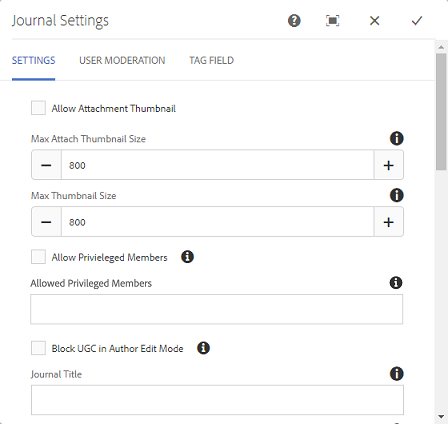 Journal Settings
SETTINGS USER MODERATION TAG FIELD
Allow Attachment Thumbnail
Max Attach Thumbnail Size
800
Max Thumbnail Size
800
Allow Privieleged Members
Allowed Privileged Members
Block UGC in Author Edit Mode
Journal Title